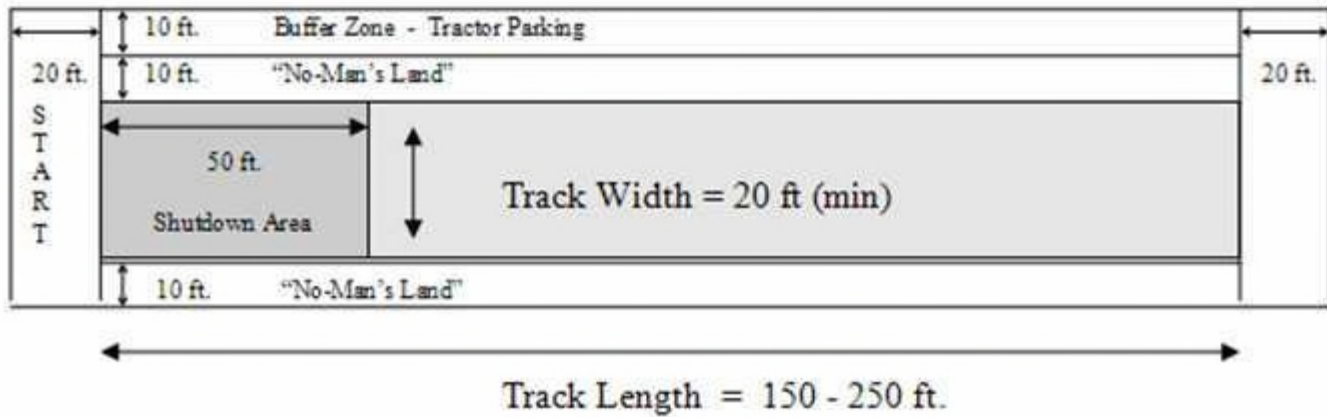 10 ft. Buffer Zone - Tractor Parking
20 ft. 10 ft. "No-Man's Land" 20 ft.
START
50 ft.
Shutdown Area
Track Width = 20 ft (min)
10 ft. "No-Man's Land"
Track Length = 150 - 250 ft.